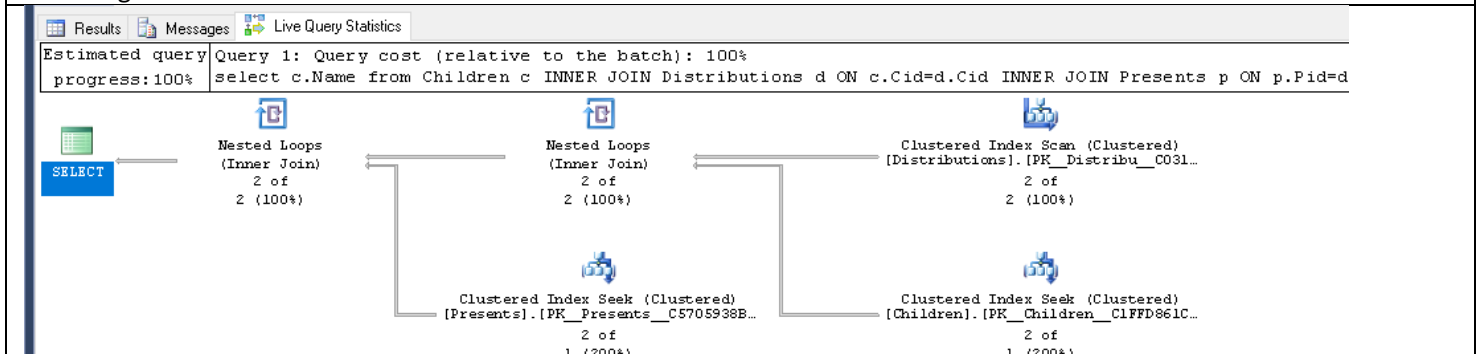 Results Messages Live Query Statistics
Estimated query Query 1: Query cost (relative to the batch): 100%
progress:100% select c.Name from Children c INNER JOIN Distributions d ON c.Cid=d.Cid INNER JOIN Presents p ON p.Pid=d
SELECT
Nested Loops
(Inner Join)
2 of
2 (100%)
Nested Loops
(Inner Join)
2 of
2 (100%)
Clustered Index Scan (Clustered)
[Distributions].[PK__Distribu__C031…
2 of
2 (100%)
Clustered Index Seek (Clustered)
[Presents].[PK__Presents__C5705938B…
2 of
1 (200%)
Clustered Index Seek (Clustered)
[Children].[PK__Children__C1FFD861C…
2 of
1 (200%)